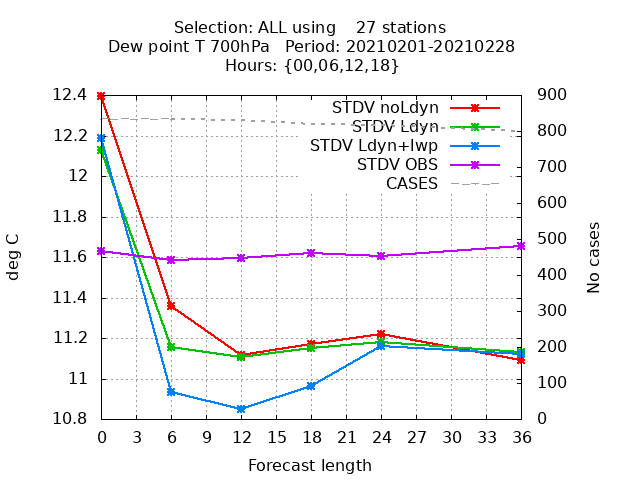 Selection: ALL using    27 stations
Dew point T 700hPa   Period: 20210201-20210228
Hours: {00,06,12,18}
12.4
12.2
12
11.8
11.6
11.4
11.2
11
10.8
deg C
STDV noLdyn
STDV Ldyn
STDV Ldyn+lwp
STDV OBS
CASES
900
800
700
600
500
400
300
200
100
0
No cases
0 3 6 9 12 15 18 21 24 27 30 33 36
Forecast length